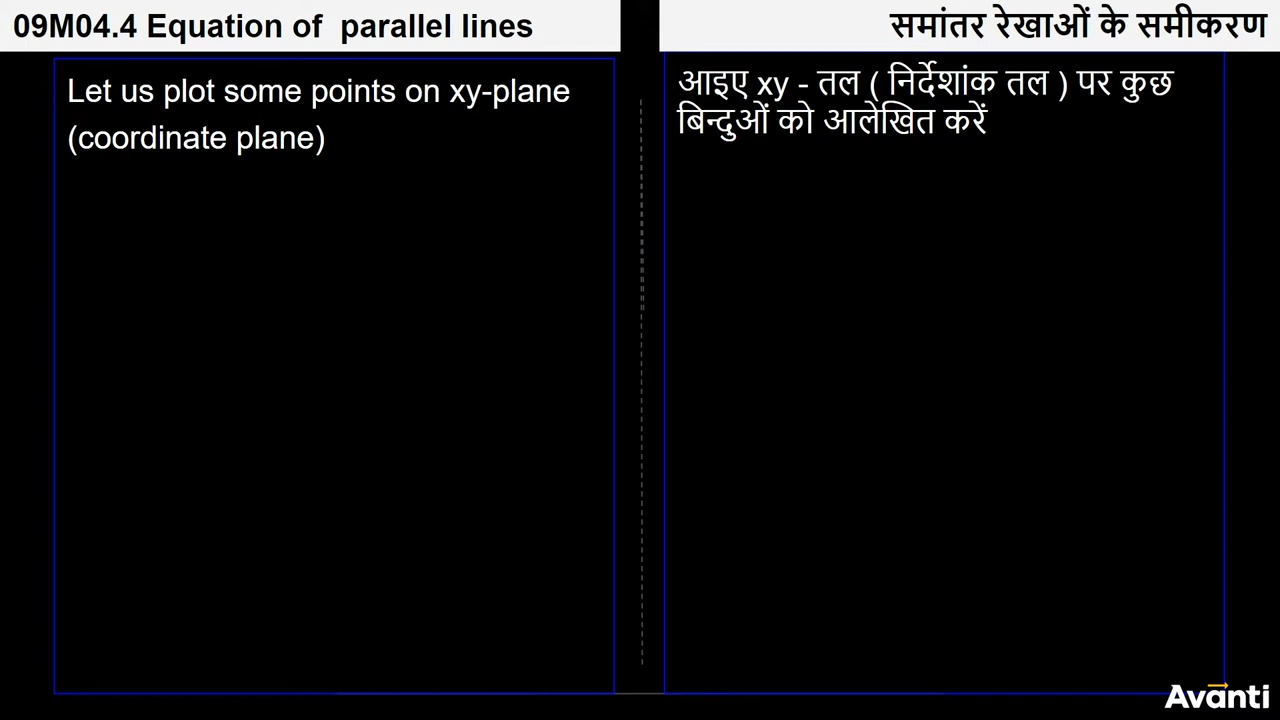 09M04.4 Equation of parallel lines
समांतर रेखाओं के समीकरण
Let us plot some points on xy-plane
(coordinate plane)
आइए xy - तल ( निर्देशांक तल ) पर कुछ
बिन्दुओं को आलेखित करें
Avanti